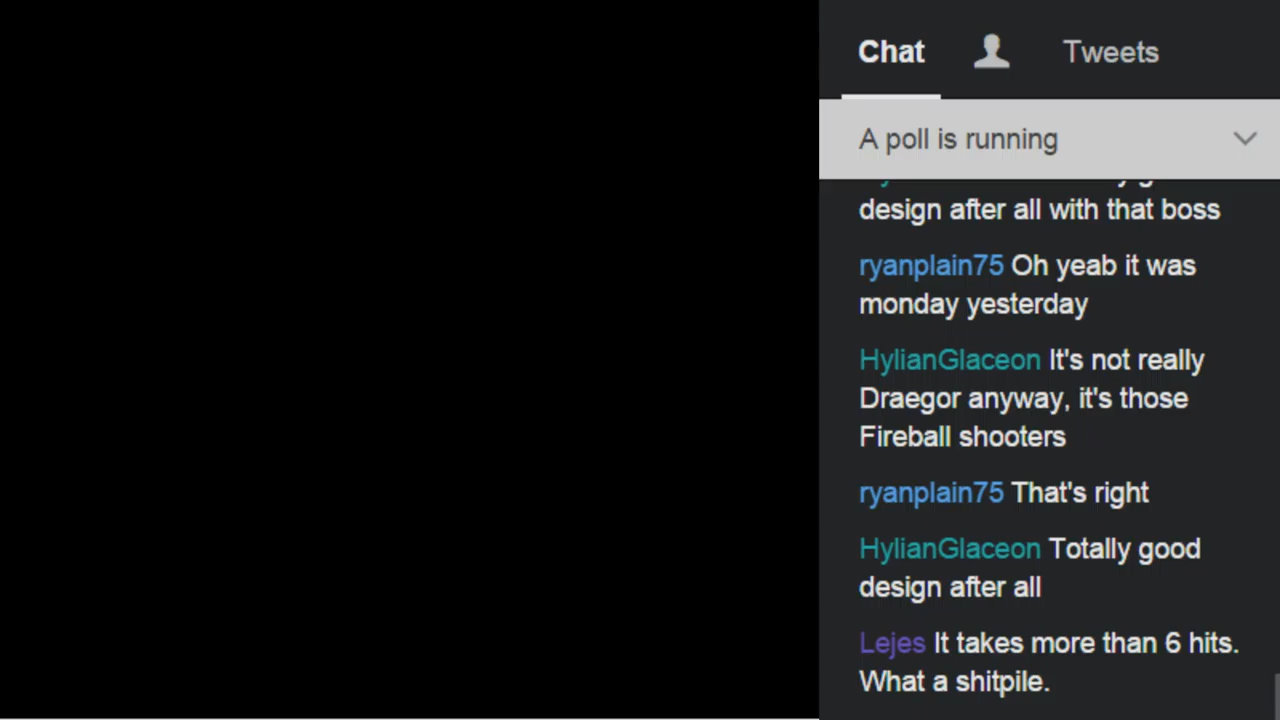 Chat Tweets
A poll is running
design after all with that boss
ryanplain75 Oh yeab it was
monday yesterday
HylianGlaceon It's not really
Draegor anyway, it's those
Fireball shooters
ryanplain75 That's right
HylianGlaceon Totally good
design after all
Lejes It takes more than 6 hits.
What a shitpile.